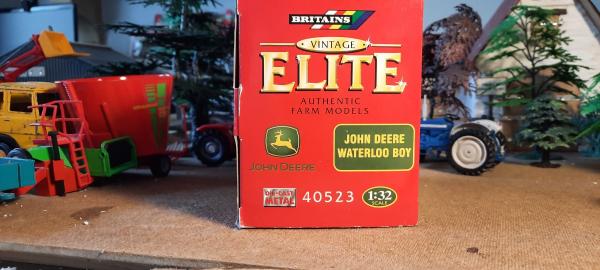 BRITAINS
VINTAGE
ELITE
AUTHENTIC
FARM MODELS
JOHN DEERE
JOHN DEERE
WATERLOO BOY
DIE-CAST
METAL
40523
1:32
SCALE